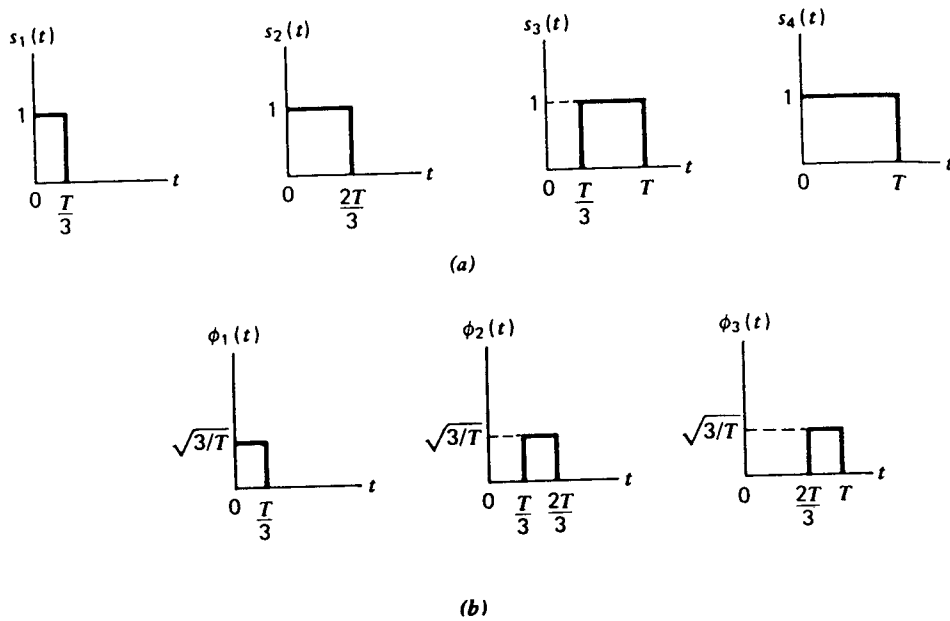 s₁(t) s₂(t) s₃(t) s₄(t)
1 1 1 1
t t t t
0 T/3 0 2T/3 0 T/3 T 0 T
(a)
ϕ₁(t) ϕ₂(t) ϕ₃(t)
√3/T √3/T √3/T
t t t
0 T/3 0 T/3 2T/3 0 2T/3 T
(b)